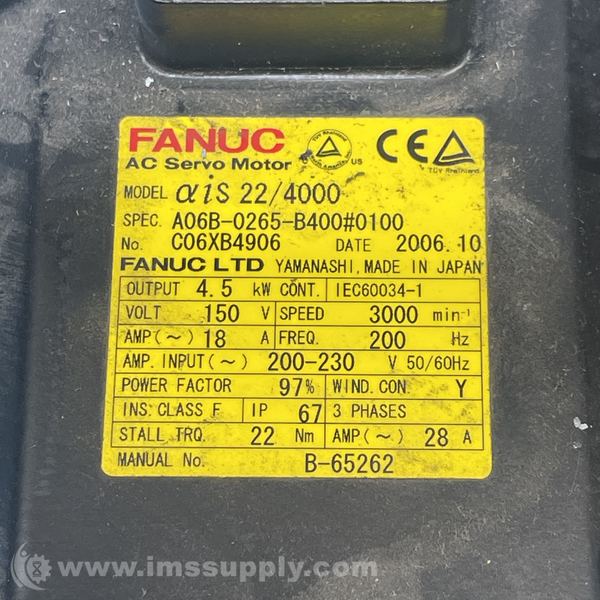 FANUC
AC Servo Motor
US
TUV Rheinland
MODEL αiS 22/4000
SPEC. A06B-0265-B400#0100
No. C06XB4906 DATE 2006.10
FANUC LTD YAMANASHI, MADE IN JAPAN
OUTPUT 4.5 kW CONT. IEC60034-1
VOLT 150 V SPEED 3000 min-1
AMP(~) 18 A FREQ. 200 Hz
AMP. INPUT(~) 200-230 V 50/60Hz
POWER FACTOR 97% WIND. CON. Y
INS. CLASS F IP 67 3 PHASES
STALL TRQ. 22 Nm AMP(~) 28 A
MANUAL No. B-65262
www.imssupply.com